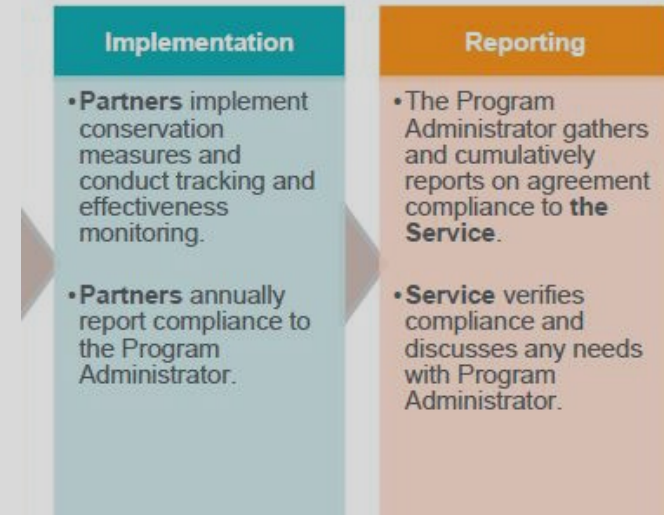 Implementation
• Partners implement
conservation
measures and
conduct tracking and
effectiveness
monitoring.
• Partners annually
report compliance to
the Program
Administrator.
Reporting
• The Program
Administrator gathers
and cumulatively
reports on agreement
compliance to the
Service.
• Service verifies
compliance and
discusses any needs
with Program
Administrator.